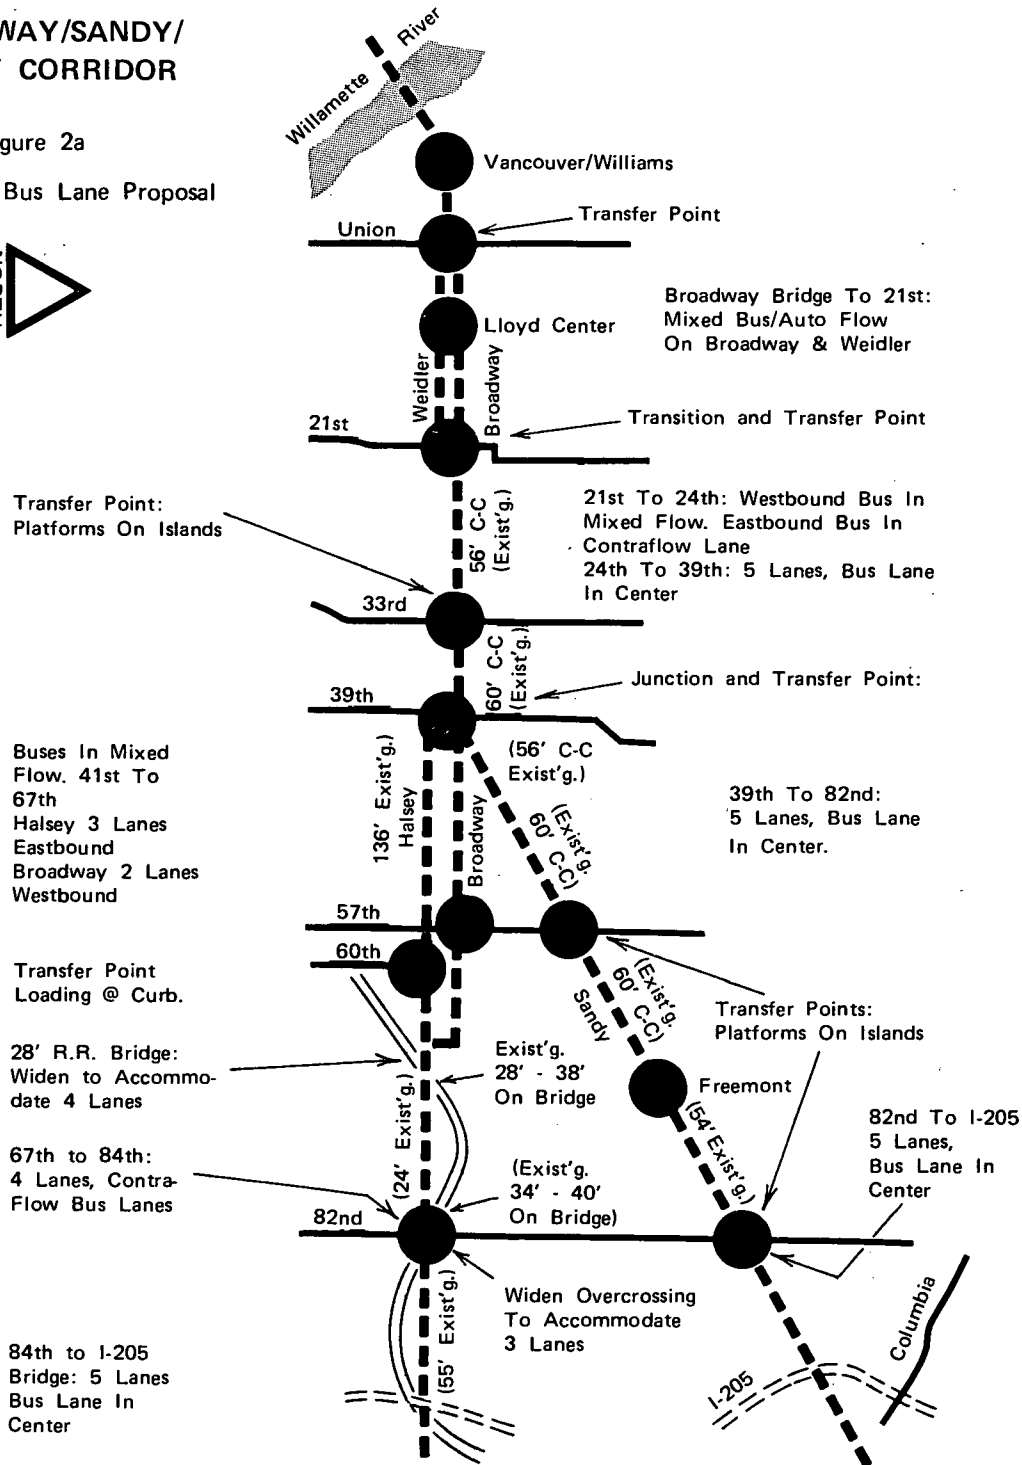 WAY/SANDY/
CORRIDOR
gure 2a
Bus Lane Proposal
Willamette River
Vancouver/Williams
Union
Transfer Point
Lloyd Center
Broadway Bridge To 21st:
Mixed Bus/Auto Flow
On Broadway & Weidler
Weidler
Broadway
21st
Transition and Transfer Point
Transfer Point:
Platforms On Islands
56' C-C
(Exist'g.)
21st To 24th: Westbound Bus In
Mixed Flow. Eastbound Bus In
Contraflow Lane
24th To 39th: 5 Lanes, Bus Lane
In Center
33rd
60' C-C
(Exist'g.)
39th
Junction and Transfer Point:
Buses In Mixed
Flow. 41st To
67th
Halsey 3 Lanes
Eastbound
Broadway 2 Lanes
Westbound
136' Exist'g.)
Halsey
Broadway
(56' C-C
Exist'g.)
(Exist'g.
60' C-C)
39th To 82nd:
5 Lanes, Bus Lane
In Center.
57th
60th
Transfer Point
Loading @ Curb.
(Exist'g.
60' C-C)
Sandy
Transfer Points:
Platforms On Islands
28' R.R. Bridge:
Widen to Accommo-
date 4 Lanes
Exist'g.
28' - 38'
On Bridge
Freemont
(24' Exist'g.)
(54' Exist'g.)
82nd To I-205
5 Lanes,
Bus Lane In
Center
67th to 84th:
4 Lanes, Contra-
Flow Bus Lanes
(Exist'g.
34' - 40'
On Bridge)
82nd
Widen Overcrossing
To Accommodate
3 Lanes
(55' Exist'g.)
Columbia
84th to I-205
Bridge: 5 Lanes
Bus Lane In
Center
I-205